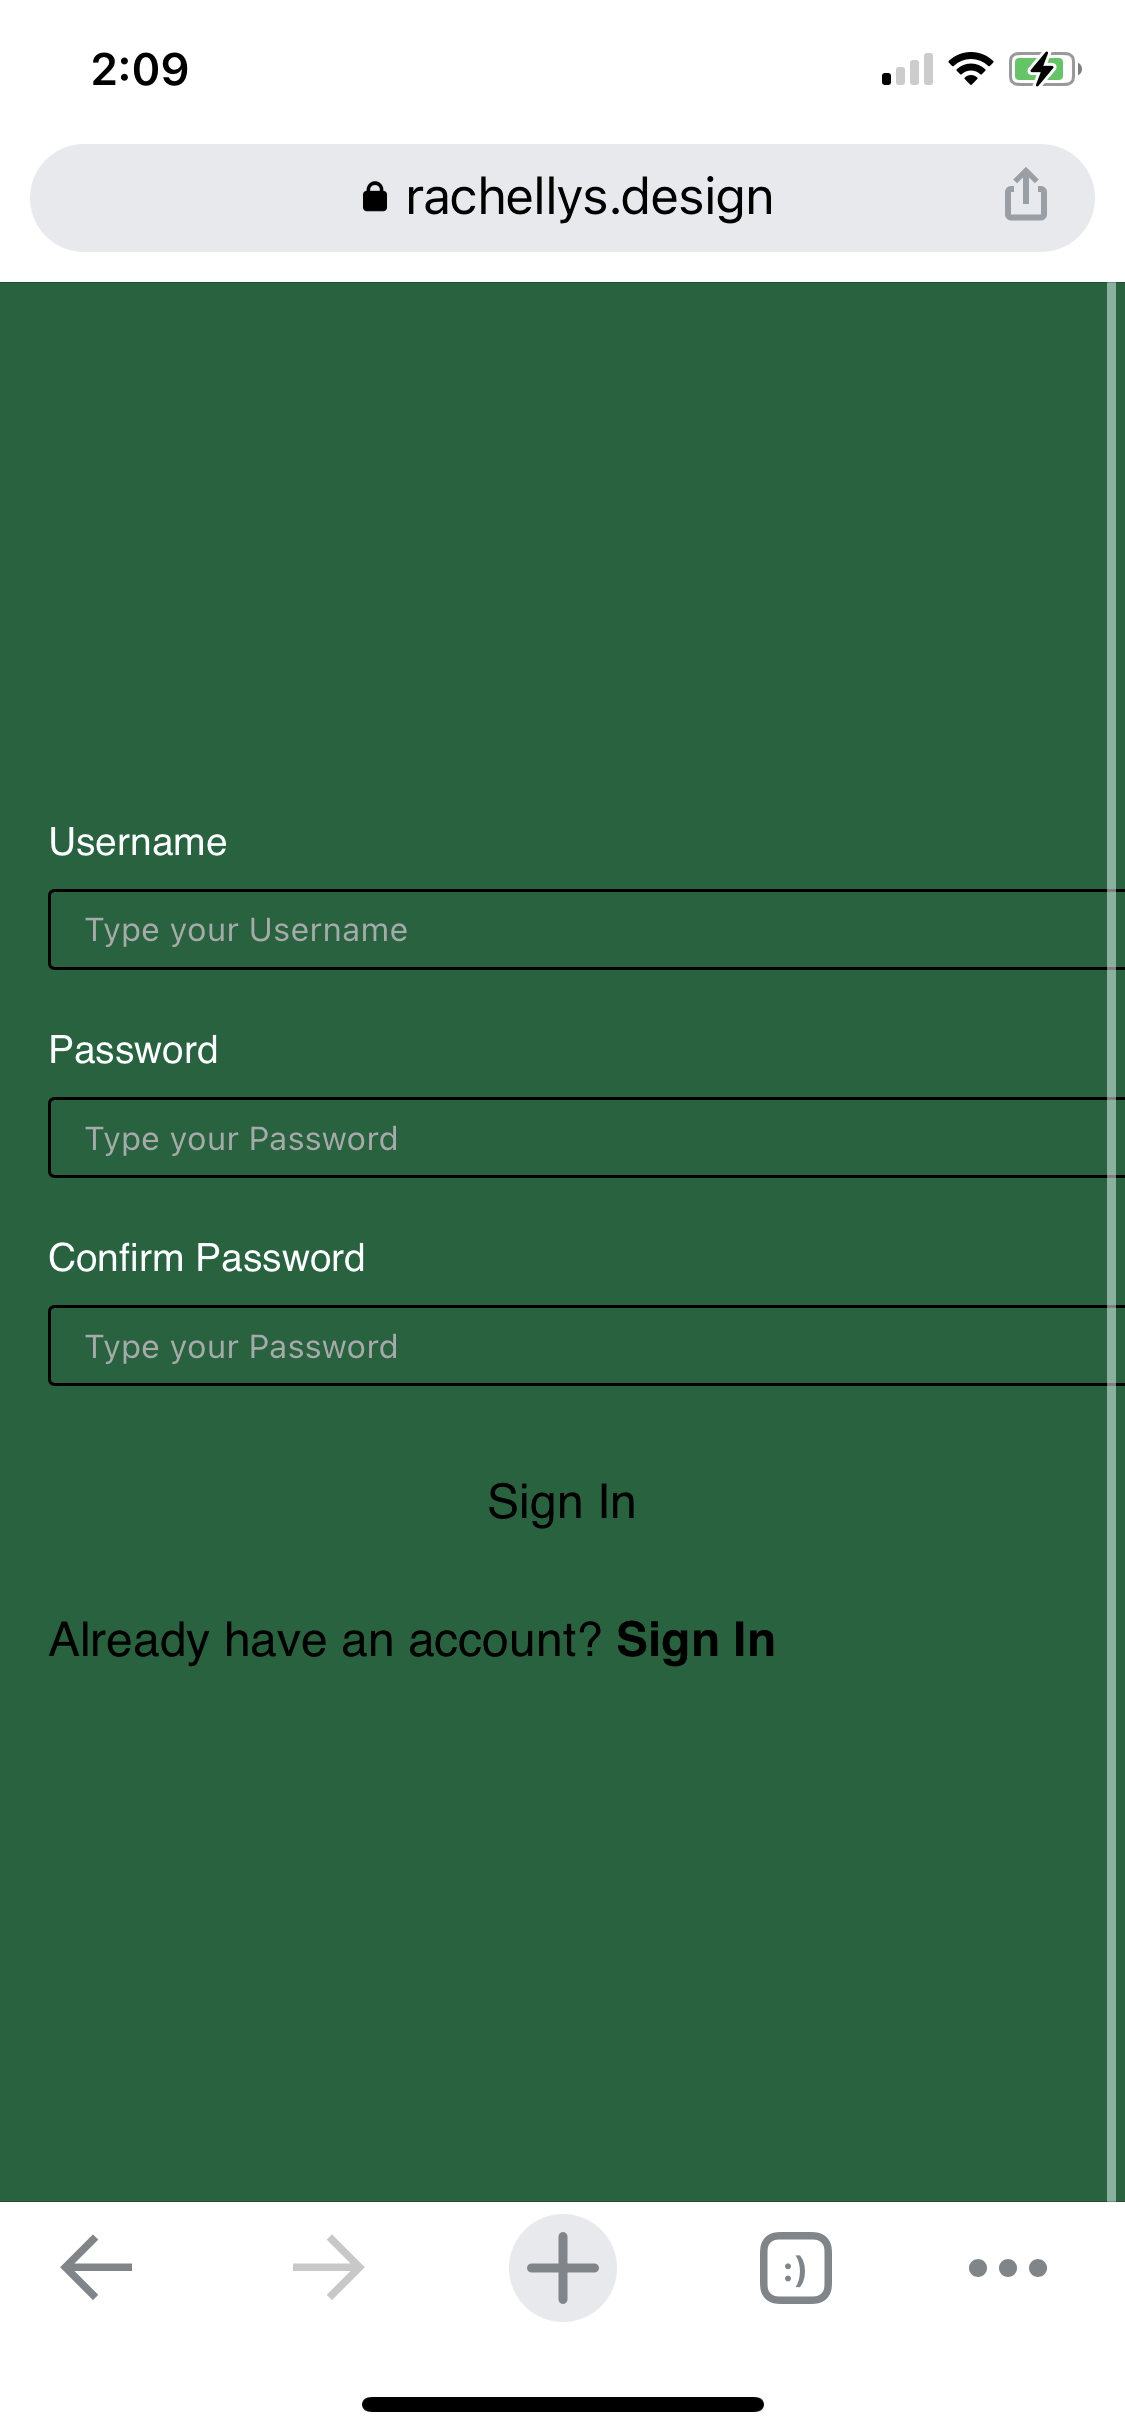 2:09
rachellys.design
Username
Type your Username
Password
Type your Password
Confirm Password
Type your Password
Sign In
Already have an account? Sign In
:)